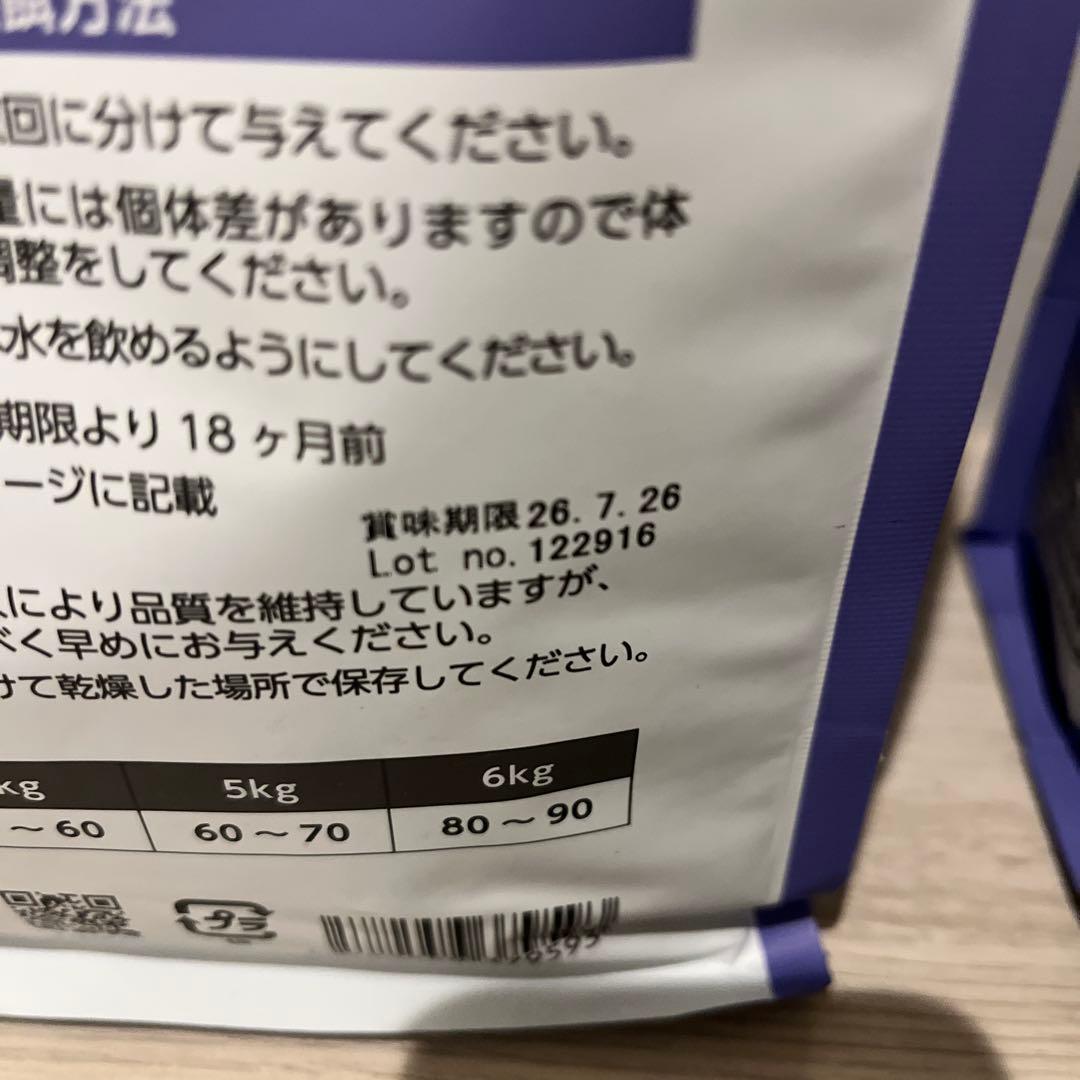 方法
回に分けて与えてください。
量には個体差がありますので体
調整をしてください。
水を飲めるようにしてください。
期限より 18 ヶ月前
ージに記載
賞味期限 26. 7. 26
Lot no. 122916
により品質を維持していますが、
べく早めにお与えください。
けて乾燥した場所で保存してください。
kg 5kg 6kg
～60 60～70 80～90
プラ